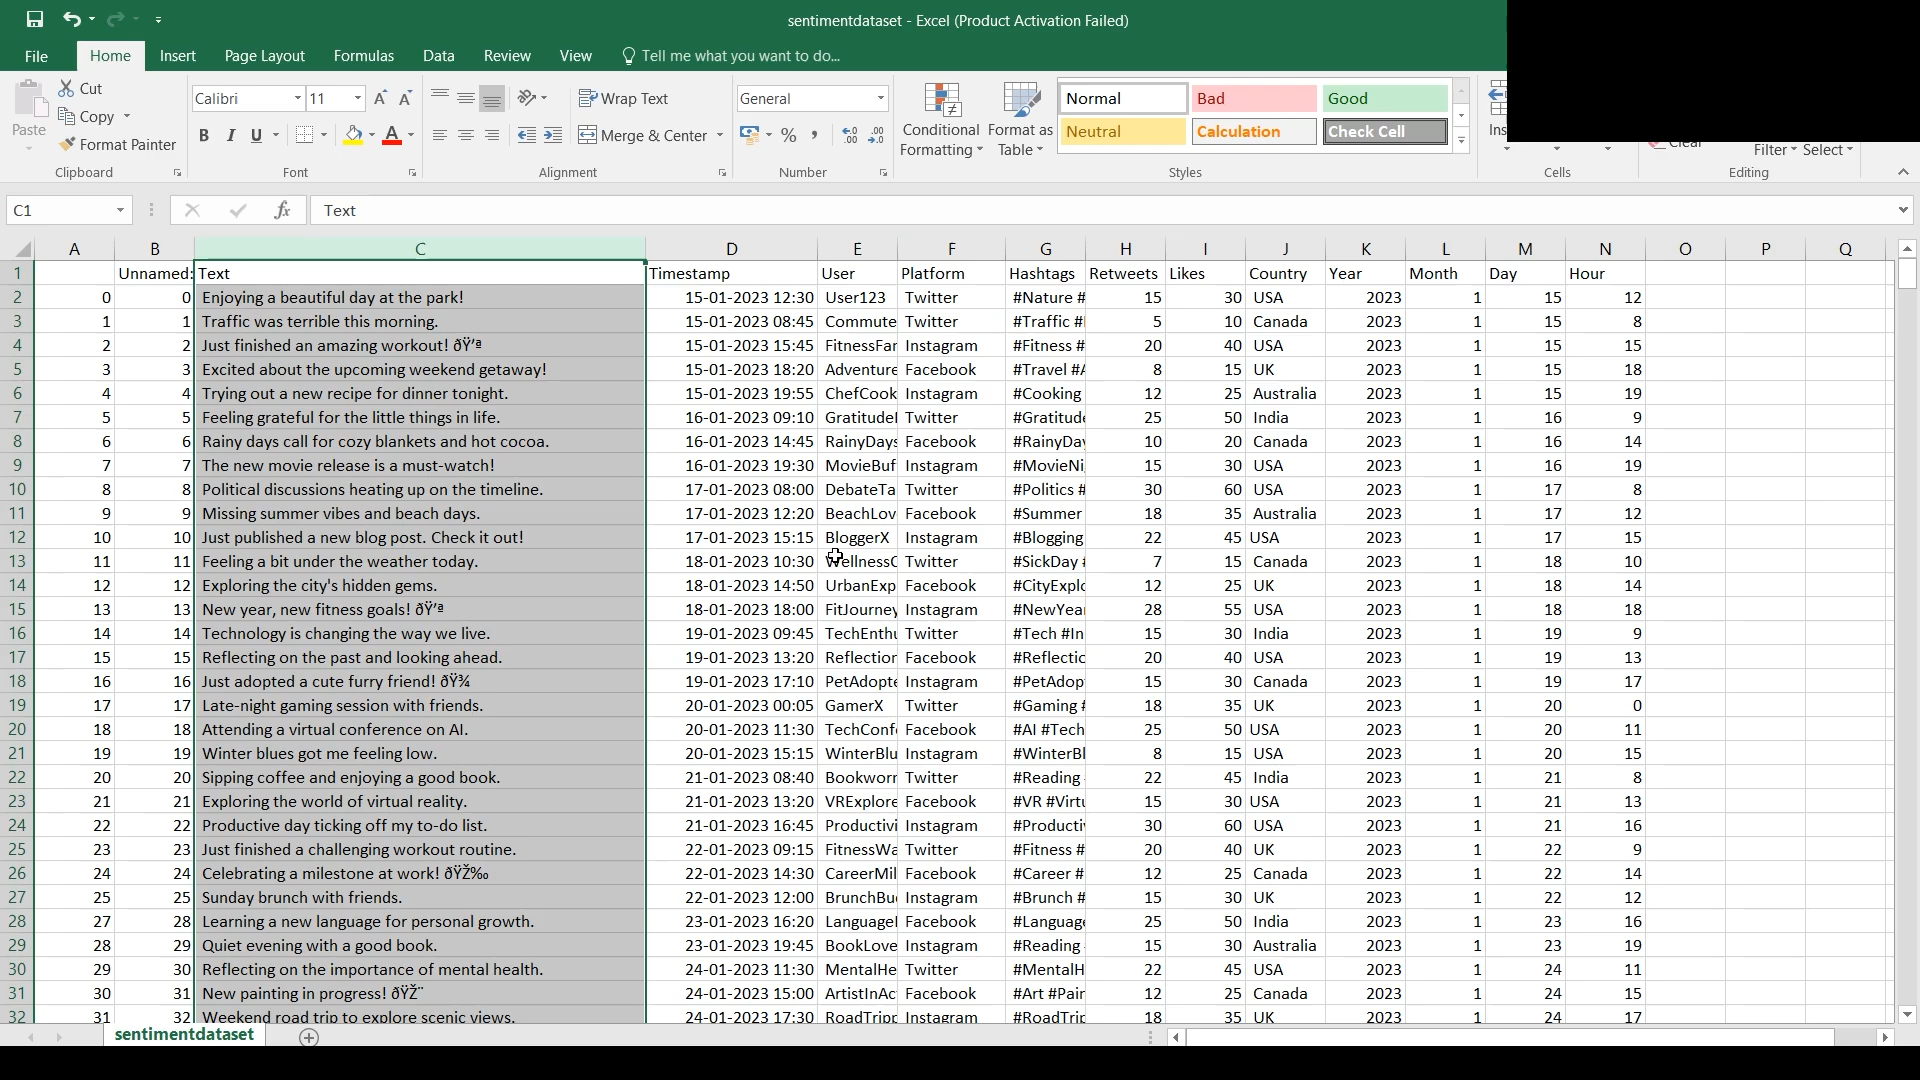 sentimentdataset - Excel (Product Activation Failed)
File Home Insert Page Layout Formulas Data Review View Tell me what you want to do...
Paste Cut Copy Format Painter Clipboard
Calibri 11 A A B I U A Font
Wrap Text Merge & Center Alignment
General % , Number
Conditional Formatting Format as Table
Normal Bad Good
Neutral Calculation Check Cell
Styles
Cells
Filter Select
Editing
C1 fx Text
A B C D E F G H I J K L M N O P Q
1 Unnamed: Text Timestamp User Platform Hashtags Retweets Likes Country Year Month Day Hour
2 0 0 Enjoying a beautiful day at the park! 15-01-2023 12:30 User123 Twitter #Nature # 15 30 USA 2023 1 15 12
3 1 1 Traffic was terrible this morning. 15-01-2023 08:45 Commute Twitter #Traffic # 5 10 Canada 2023 1 15 8
4 2 2 Just finished an amazing workout! ðŸ’ª 15-01-2023 15:45 FitnessFan Instagram #Fitness # 20 40 USA 2023 1 15 15
5 3 3 Excited about the upcoming weekend getaway! 15-01-2023 18:20 Adventure Facebook #Travel #A 8 15 UK 2023 1 15 18
6 4 4 Trying out a new recipe for dinner tonight. 15-01-2023 19:55 ChefCook Instagram #Cooking 12 25 Australia 2023 1 15 19
7 5 5 Feeling grateful for the little things in life. 16-01-2023 09:10 Gratitude Twitter #Gratitude 25 50 India 2023 1 16 9
8 6 6 Rainy days call for cozy blankets and hot cocoa. 16-01-2023 14:45 RainyDays Facebook #RainyDay 10 20 Canada 2023 1 16 14
9 7 7 The new movie release is a must-watch! 16-01-2023 19:30 MovieBuf Instagram #MovieNi 15 30 USA 2023 1 16 19
10 8 8 Political discussions heating up on the timeline. 17-01-2023 08:00 DebateTa Twitter #Politics # 30 60 USA 2023 1 17 8
11 9 9 Missing summer vibes and beach days. 17-01-2023 12:20 BeachLov Facebook #Summer 18 35 Australia 2023 1 17 12
12 10 10 Just published a new blog post. Check it out! 17-01-2023 15:15 BloggerX Instagram #Blogging 22 45 USA 2023 1 17 15
13 11 11 Feeling a bit under the weather today. 18-01-2023 10:30 WellnessC Twitter #SickDay 7 15 Canada 2023 1 18 10
14 12 12 Exploring the city's hidden gems. 18-01-2023 14:50 UrbanExp Facebook #CityExplo 12 25 UK 2023 1 18 14
15 13 13 New year, new fitness goals! ðŸ’ª 18-01-2023 18:00 FitJourney Instagram #NewYea 28 55 USA 2023 1 18 18
16 14 14 Technology is changing the way we live. 19-01-2023 09:45 TechEnthu Twitter #Tech #In 15 30 India 2023 1 19 9
17 15 15 Reflecting on the past and looking ahead. 19-01-2023 13:20 Reflection Facebook #Reflectio 20 40 USA 2023 1 19 13
18 16 16 Just adopted a cute furry friend! ðŸ¾ 19-01-2023 17:10 PetAdopte Instagram #PetAdop 15 30 Canada 2023 1 19 17
19 17 17 Late-night gaming session with friends. 20-01-2023 00:05 GamerX Twitter #Gaming # 18 35 UK 2023 1 20 0
20 18 18 Attending a virtual conference on AI. 20-01-2023 11:30 TechConf Facebook #AI #Tech 25 50 USA 2023 1 20 11
21 19 19 Winter blues got me feeling low. 20-01-2023 15:15 WinterBlu Instagram #WinterBl 8 15 USA 2023 1 20 15
22 20 20 Sipping coffee and enjoying a good book. 21-01-2023 08:40 Bookworm Twitter #Reading 22 45 India 2023 1 21 8
23 21 21 Exploring the world of virtual reality. 21-01-2023 13:20 VRExplore Facebook #VR #Virtu 15 30 USA 2023 1 21 13
24 22 22 Productive day ticking off my to-do list. 21-01-2023 16:45 Productivi Instagram #Producti 30 60 USA 2023 1 21 16
25 23 23 Just finished a challenging workout routine. 22-01-2023 09:15 FitnessWa Twitter #Fitness # 20 40 UK 2023 1 22 9
26 24 24 Celebrating a milestone at work! ðŸŽ‰ 22-01-2023 14:30 CareerMil Facebook #Career # 12 25 Canada 2023 1 22 14
27 25 25 Sunday brunch with friends. 22-01-2023 12:00 BrunchBu Instagram #Brunch # 15 30 UK 2023 1 22 12
28 27 28 Learning a new language for personal growth. 23-01-2023 16:20 Language Facebook #Language 25 50 India 2023 1 23 16
29 28 29 Quiet evening with a good book. 23-01-2023 19:45 BookLove Instagram #Reading 15 30 Australia 2023 1 23 19
30 29 30 Reflecting on the importance of mental health. 24-01-2023 11:30 MentalHe Twitter #MentalH 22 45 USA 2023 1 24 11
31 30 31 New painting in progress! ðŸŽ¨ 24-01-2023 15:00 ArtistInAc Facebook #Art #Pain 12 25 Canada 2023 1 24 15
32 31 32 Weekend road trip to explore scenic views. 24-01-2023 17:30 RoadTripp Instagram #RoadTrip 18 35 UK 2023 1 24 17
sentimentdataset